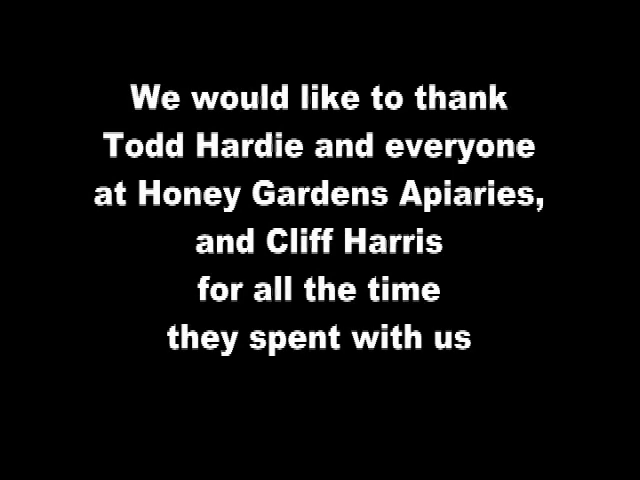 We would like to thank
Todd Hardie and everyone
at Honey Gardens Apiaries,
and Cliff Harris
for all the time
they spent with us